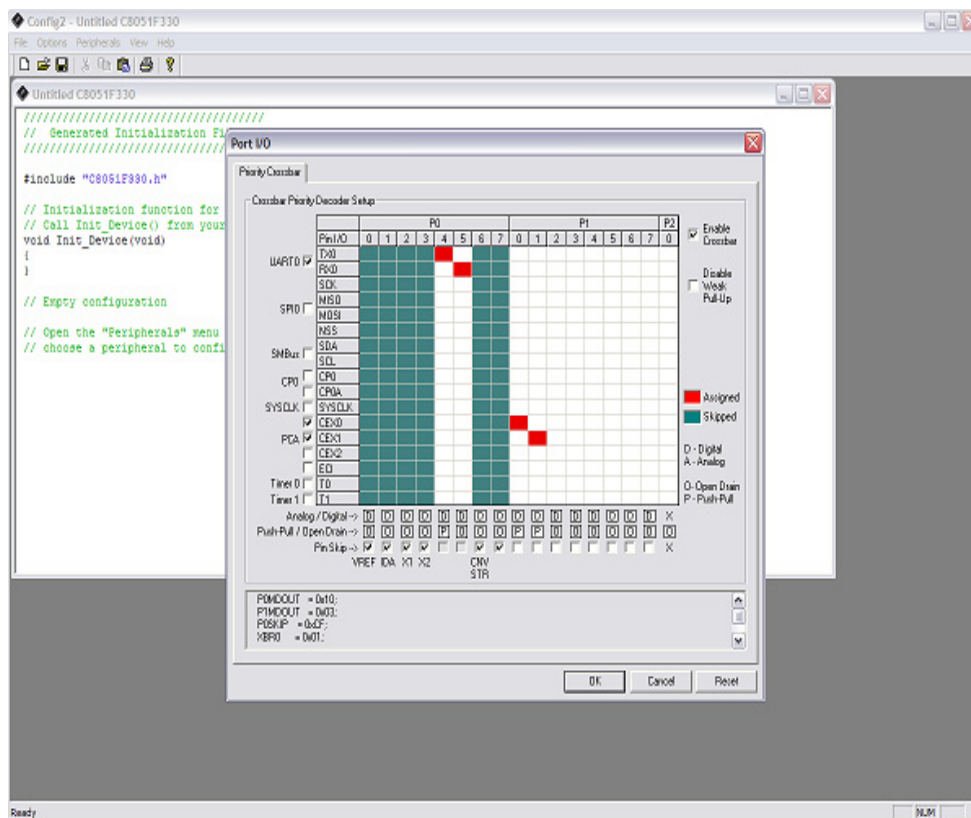 Config2 - Untitled C8051F330
File Options Peripherals View Help
Untitled C8051F330
////////////////////////////////////////
// Generated Initialization Fi
#include "C8051F330.h"
// Initialization function for
// Call Init_Device() from your
void Init_Device(void)
{
}
// Empty configuration
// Open the "Peripherals" menu
// choose a peripheral to confi
Port I/O
Priority Crossbar
Crossbar Priority Decoder Setup
P0 P1 P2
Pin I/O 0 1 2 3 4 5 6 7 0 1 2 3 4 5 6 7 0
UART0 TX0
RX0
SCK
SPI0 MISO
MOSI
NSS
SMBus SDA
SCL
CP0 CP0
CP0A
SYSCLK SYSCLK
CEX0
PCA CEX1
CEX2
ECI
Timer 0 T0
Timer 1 T1
Analog / Digital -> X
Push-Pull / Open Drain -> O
Pin Skip -> X
VREF IDA X1 X2 CNV
STR
Enable
Crossbar
Disable
Weak
Pull-Up
Assigned
Skipped
D - Digital
A - Analog
O - Open Drain
P - Push-Pull
P0MDOUT = 0x10;
P1MDOUT = 0x03;
P0SKIP = 0xCF;
XBR0 = 0x01;
OK Cancel Reset
Ready NUM